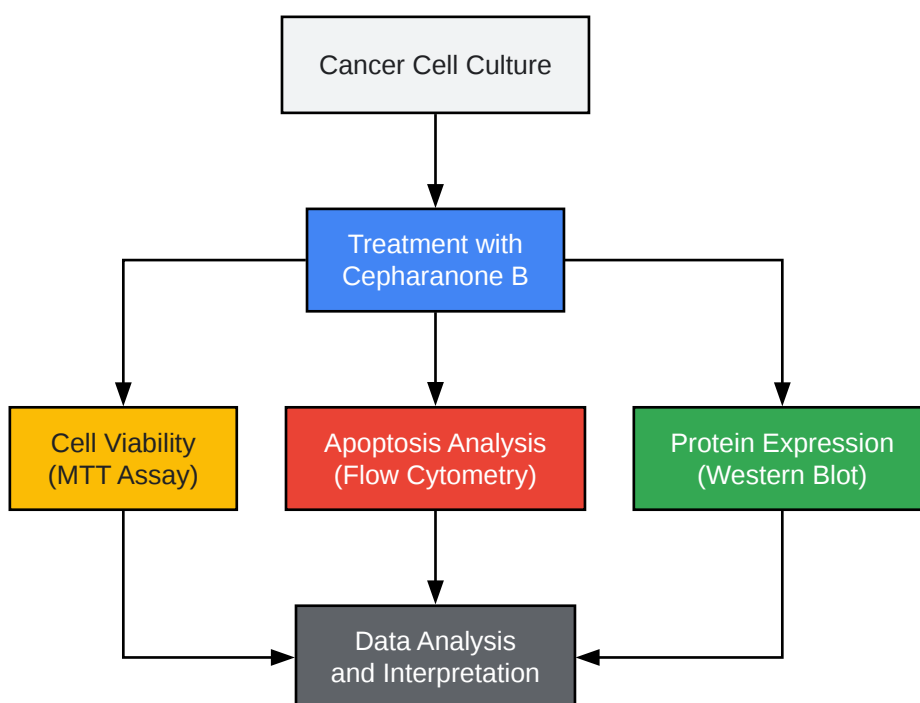 Cancer Cell Culture
Treatment with
Cepharanone B
Cell Viability
(MTT Assay)
Apoptosis Analysis
(Flow Cytometry)
Protein Expression
(Western Blot)
Data Analysis
and Interpretation